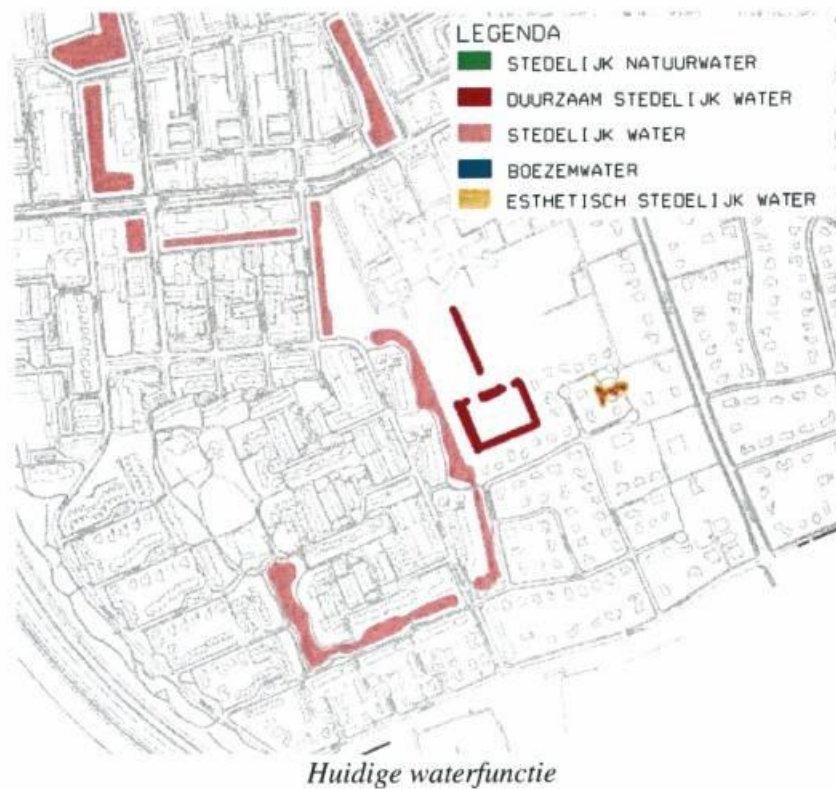 LEGENDA
STEDELIJK NATUURWATER
DUURZAAM STEDELIJK WATER
STEDELIJK WATER
BOEZEMWATER
ESTHETISCH STEDELIJK WATER
Huidige waterfunctie